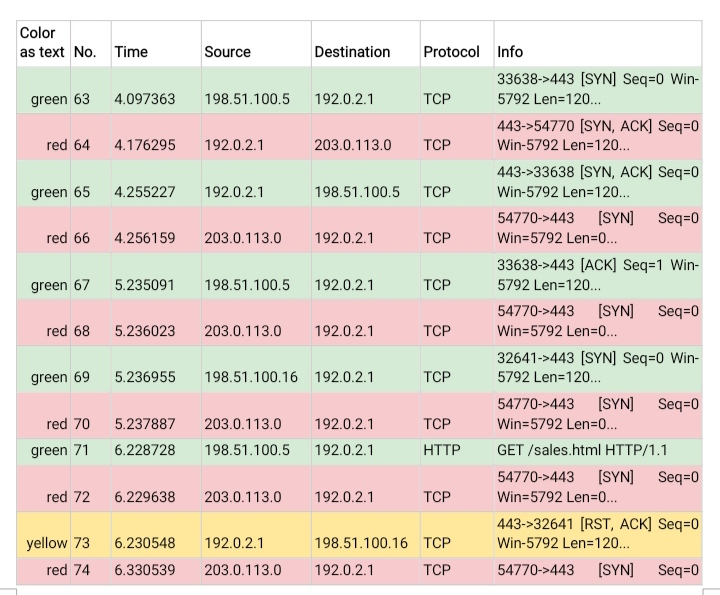 Color as text No. Time Source Destination Protocol Info
green 63 4.097363 198.51.100.5 192.0.2.1 TCP 33638->443 [SYN] Seq=0 Win-5792 Len=120...
red 64 4.176295 192.0.2.1 203.0.113.0 TCP 443->54770 [SYN, ACK] Seq=0 Win-5792 Len=120...
green 65 4.255227 192.0.2.1 198.51.100.5 TCP 443->33638 [SYN, ACK] Seq=0 Win-5792 Len=120...
red 66 4.256159 203.0.113.0 192.0.2.1 TCP 54770->443 [SYN] Seq=0 Win=5792 Len=0...
green 67 5.235091 198.51.100.5 192.0.2.1 TCP 33638->443 [ACK] Seq=1 Win-5792 Len=120...
red 68 5.236023 203.0.113.0 192.0.2.1 TCP 54770->443 [SYN] Seq=0 Win=5792 Len=0...
green 69 5.236955 198.51.100.16 192.0.2.1 TCP 32641->443 [SYN] Seq=0 Win-5792 Len=120...
red 70 5.237887 203.0.113.0 192.0.2.1 TCP 54770->443 [SYN] Seq=0 Win=5792 Len=0...
green 71 6.228728 198.51.100.5 192.0.2.1 HTTP GET /sales.html HTTP/1.1
red 72 6.229638 203.0.113.0 192.0.2.1 TCP 54770->443 [SYN] Seq=0 Win=5792 Len=0...
yellow 73 6.230548 192.0.2.1 198.51.100.16 TCP 443->32641 [RST, ACK] Seq=0 Win-5792 Len=120...
red 74 6.330539 203.0.113.0 192.0.2.1 TCP 54770->443 [SYN] Seq=0